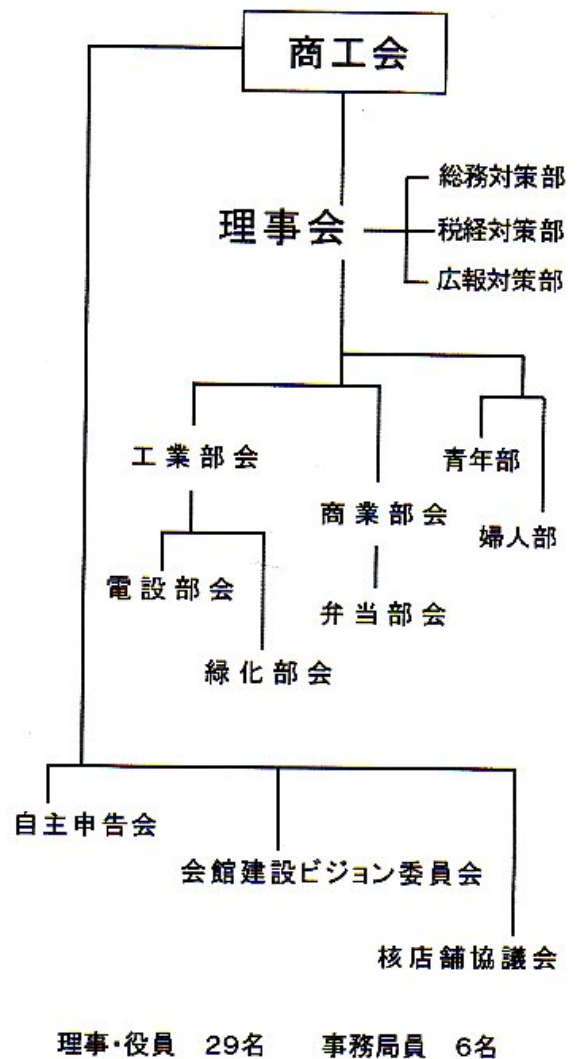 商工会
総務対策部
理事会
税経対策部
広報対策部
工業部会
青年部
商業部会
婦人部
電設部会
弁当部会
緑化部会
自主申告会
会館建設ビジョン委員会
核店舗協議会
理事・役員 29名 事務局員 6名